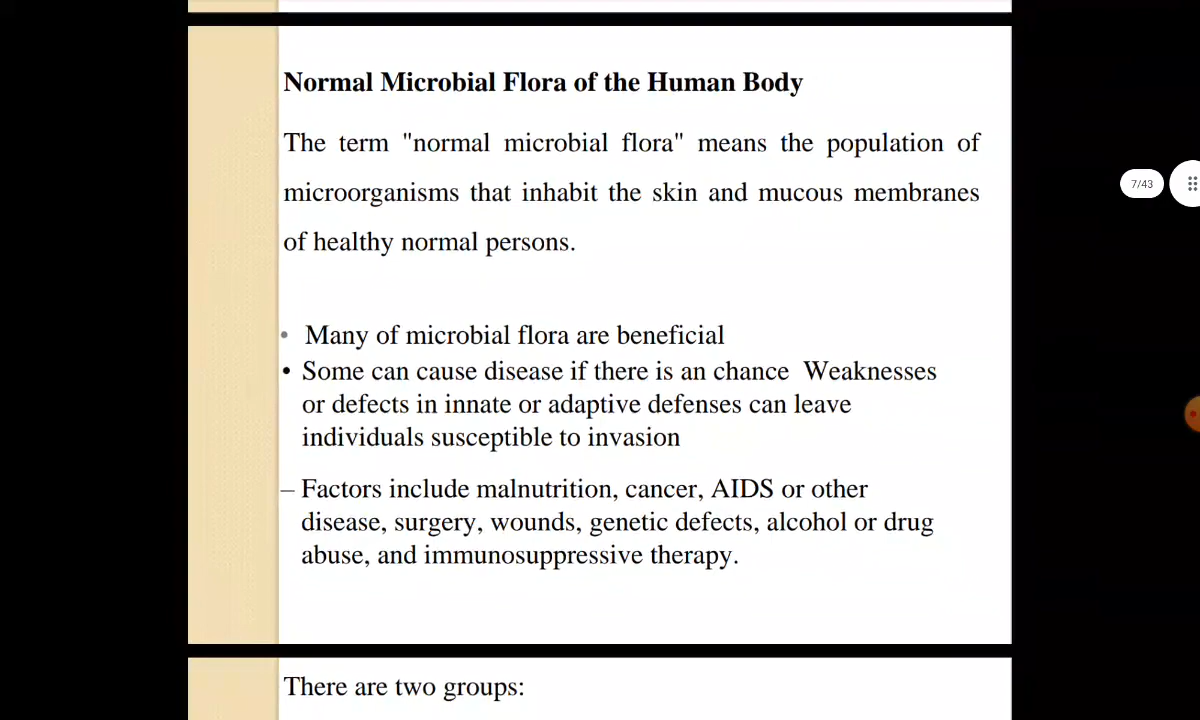 Normal Microbial Flora of the Human Body
The term "normal microbial flora" means the population of
microorganisms that inhabit the skin and mucous membranes
of healthy normal persons.
• Many of microbial flora are beneficial
• Some can cause disease if there is an chance  Weaknesses
or defects in innate or adaptive defenses can leave
individuals susceptible to invasion
– Factors include malnutrition, cancer, AIDS or other
disease, surgery, wounds, genetic defects, alcohol or drug
abuse, and immunosuppressive therapy.
There are two groups:
7/43